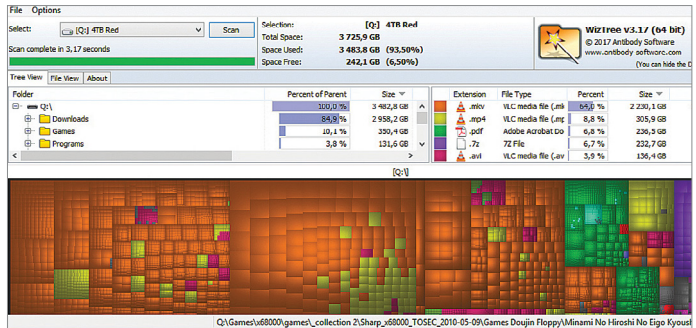 File Options
Select: [Q:] 4TB Red Scan
Scan complete in 3,17 seconds
Selection: [Q:] 4TB Red
Total Space: 3 725,9 GB
Space Used: 3 483,8 GB (93,50%)
Space Free: 242,1 GB (6,50%)
WizTree v3.17 (64 bit)
© 2017 Antibody Software
www.antibody-software.com
(You can hide the D
Tree View File View About
Folder Percent of Parent Size
Q:\ 100,0 % 3 482,8 GB
Downloads 84,9 % 2 958,2 GB
Games 10,1 % 350,4 GB
Programs 3,8 % 131,6 GB
Extension File Type Percent Size
.mkv VLC media file (.mk 64,0 % 2 230,1 GB
.mp4 VLC media file (.m 8,8 % 305,9 GB
.pdf Adobe Acrobat Do 6,8 % 236,5 GB
.7z 7Z File 6,7 % 232,7 GB
.avi VLC media file (.av 3,9 % 136,4 GB
[Q:\]
Q:\Games\x68000\games\_collection 2\Sharp_x68000_TOSEC_2010-05-09\Games Doujin Floppy\Minami No Hiroshi No Eigo Kyush